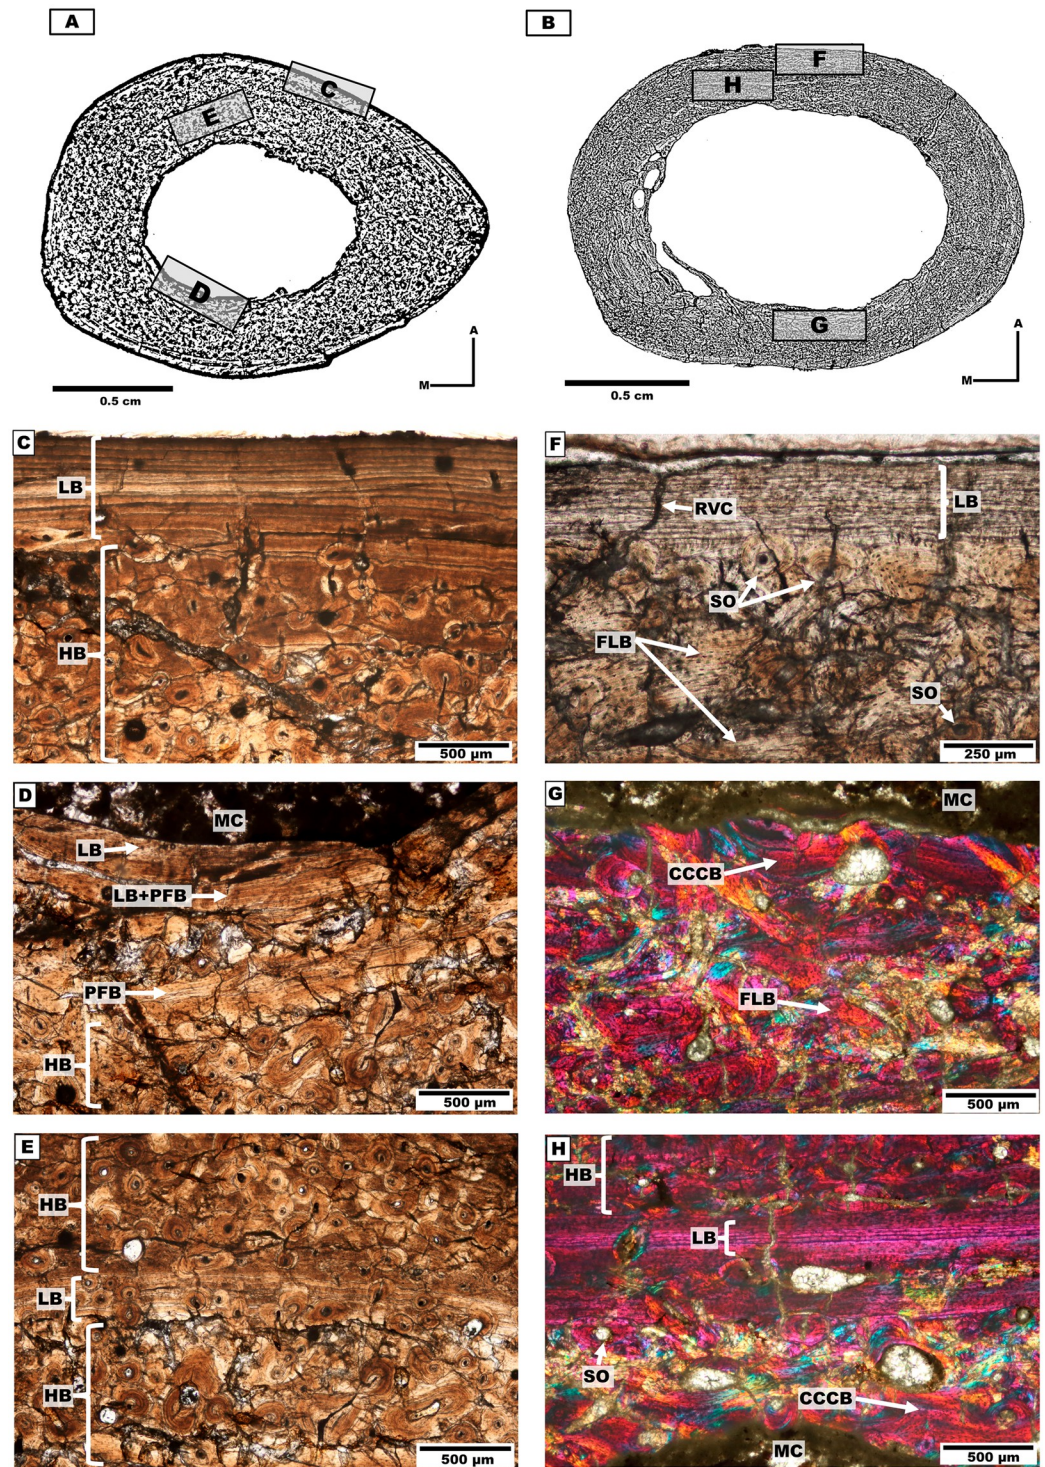 A
B
C
E
D
F
H
G
A
M
0.5 cm
A
M
0.5 cm
C
LB
HB
500 µm
F
RVC
LB
SO
FLB
SO
250 µm
D
MC
LB
LB+PFB
PFB
HB
500 µm
G
MC
CCCB
FLB
500 µm
E
HB
LB
HB
500 µm
H
HB
LB
SO
CCCB
MC
500 µm